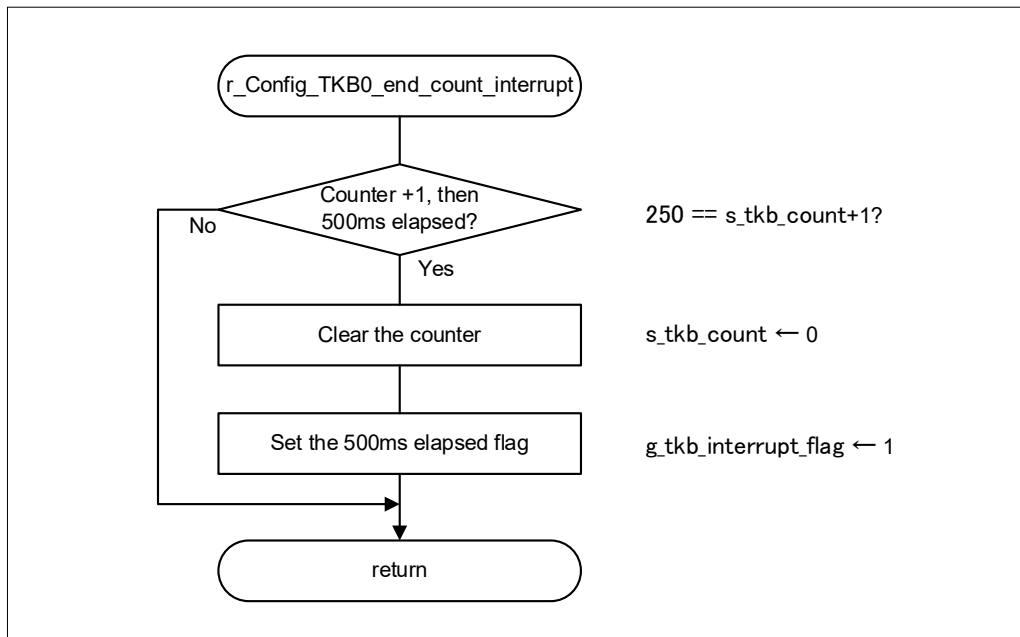 r_Config_TKB0_end_count_interrupt
Counter +1, then
500ms elapsed?
250 == s_tkb_count+1?
No
Yes
Clear the counter
s_tkb_count ← 0
Set the 500ms elapsed flag
g_tkb_interrupt_flag ← 1
return